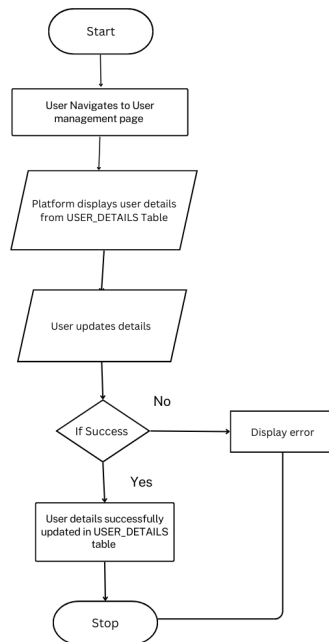 Start
User Navigates to User
management page
Platform displays user details
from USER_DETAILS Table
User updates details
If Success
No
Display error
Yes
User details successfully
updated in USER_DETAILS
table
Stop